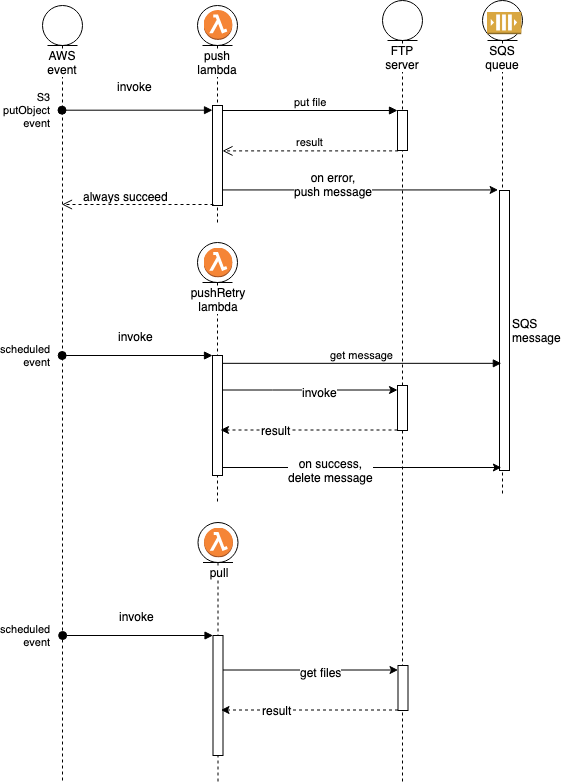 AWS
event
push
lambda
FTP
server
SQS
queue
invoke
S3
putObject
event
put file
result
on error,
push message
always succeed
λ
pushRetry
lambda
SQS
message
scheduled
event
invoke
get message
invoke
result
on success,
delete message
λ
pull
scheduled
event
invoke
get files
result